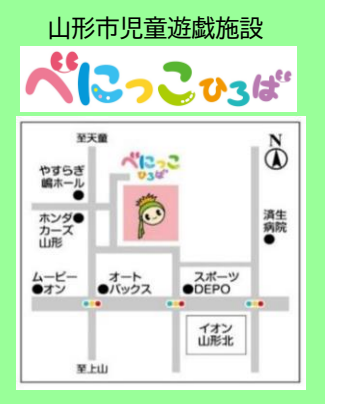 山形市児童遊戯施設
べにっこひろば
至天童
N
べにっこ
ひろば
やすらぎ
嶋ホール
ホンダ
カーズ
山形
済生
病院
ムービー
オン
オート
バックス
スポーツ
DEPO
イオン
山形北
至上山